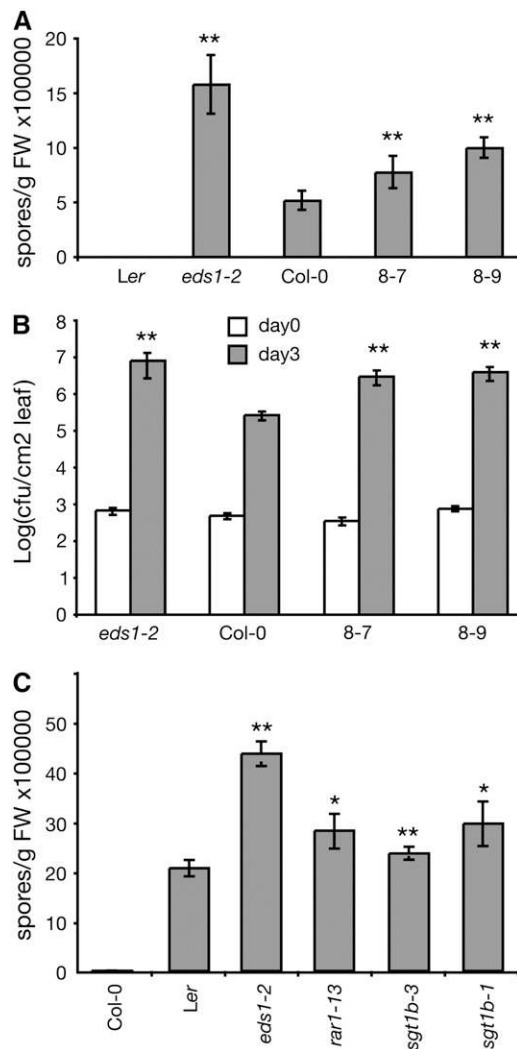 A
spores/g FW x100000
20
15
10
5
0
**
**
**
Ler
eds1-2
Col-0
8-7
8-9
B
Log(cfu/cm2 leaf)
8
7
6
5
4
3
2
1
0
day0
day3
**
**
**
eds1-2
Col-0
8-7
8-9
C
spores/g FW x100000
50
40
30
20
10
0
**
*
**
*
Col-0
Ler
eds1-2
rar1-13
sgt1b-3
sgt1b-1